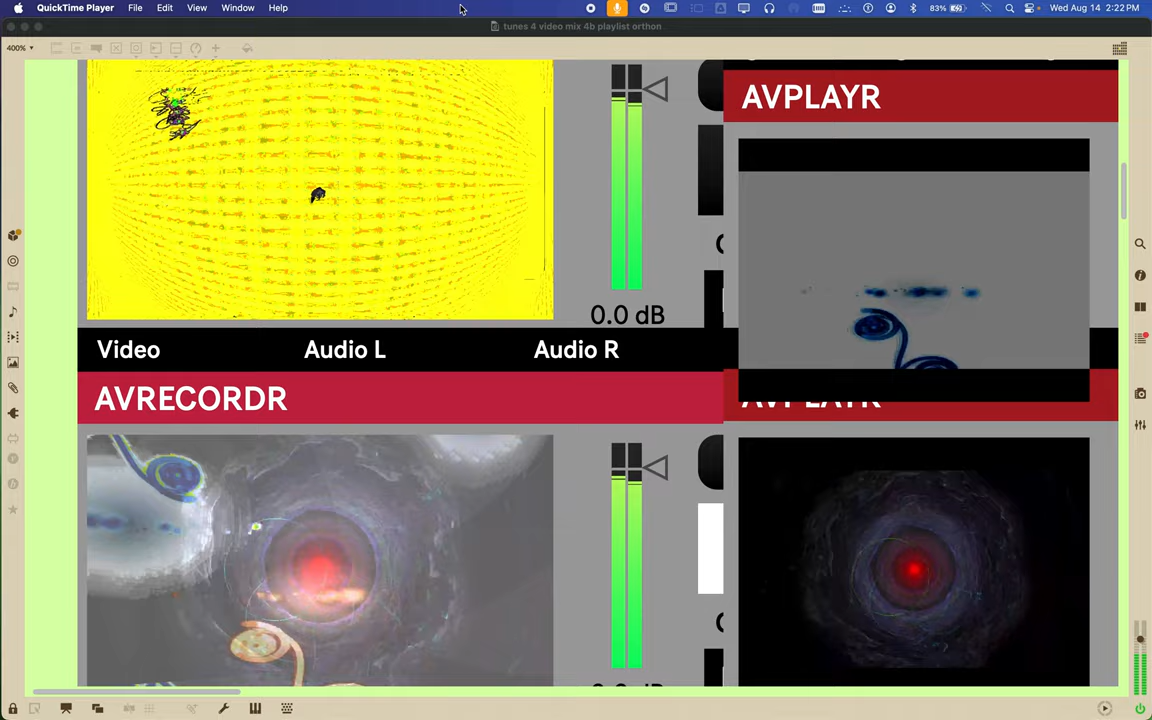 QuickTime Player File Edit View Window Help 83% Wed Aug 14 2:22 PM
tunes 4 video mix 4b playlist orthon
400%
AVPLAYR
0.0 dB
Video Audio L Audio R
AVRECORDR